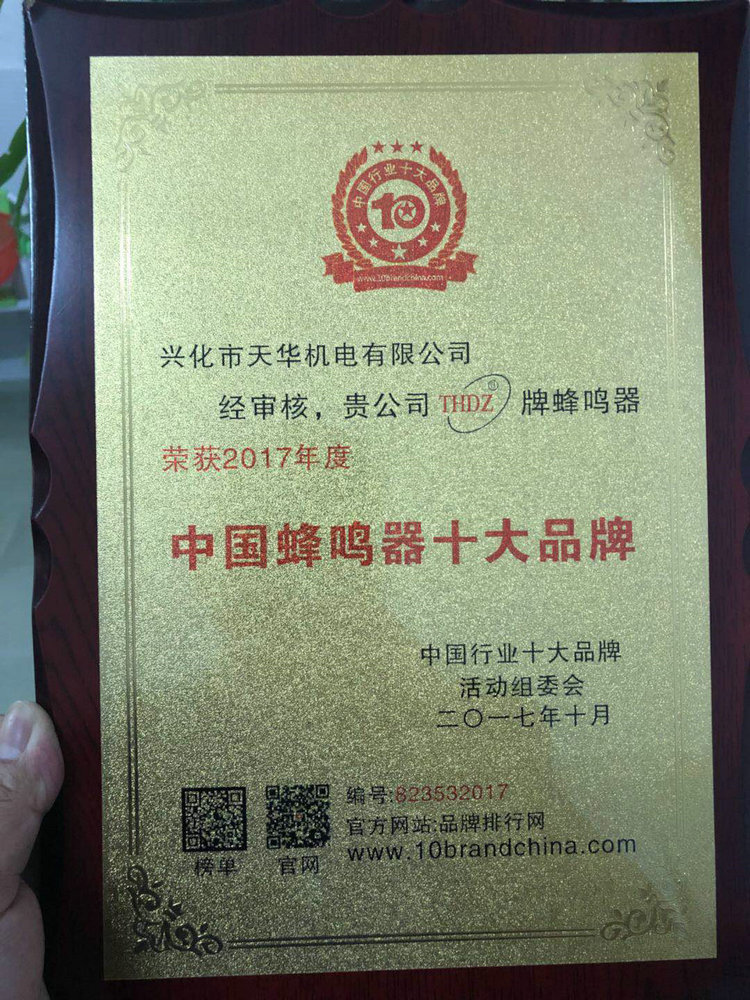 中国行业十大品牌
10
www.10brandchina.com
兴化市天华机电有限公司
经审核，贵公司THDZ®牌蜂鸣器
荣获2017年度
中国蜂鸣器十大品牌
中国行业十大品牌
活动组委会
二〇一七年十月
编号:823532017
官方网站:品牌排行网
www.10brandchina.com
榜单 官网